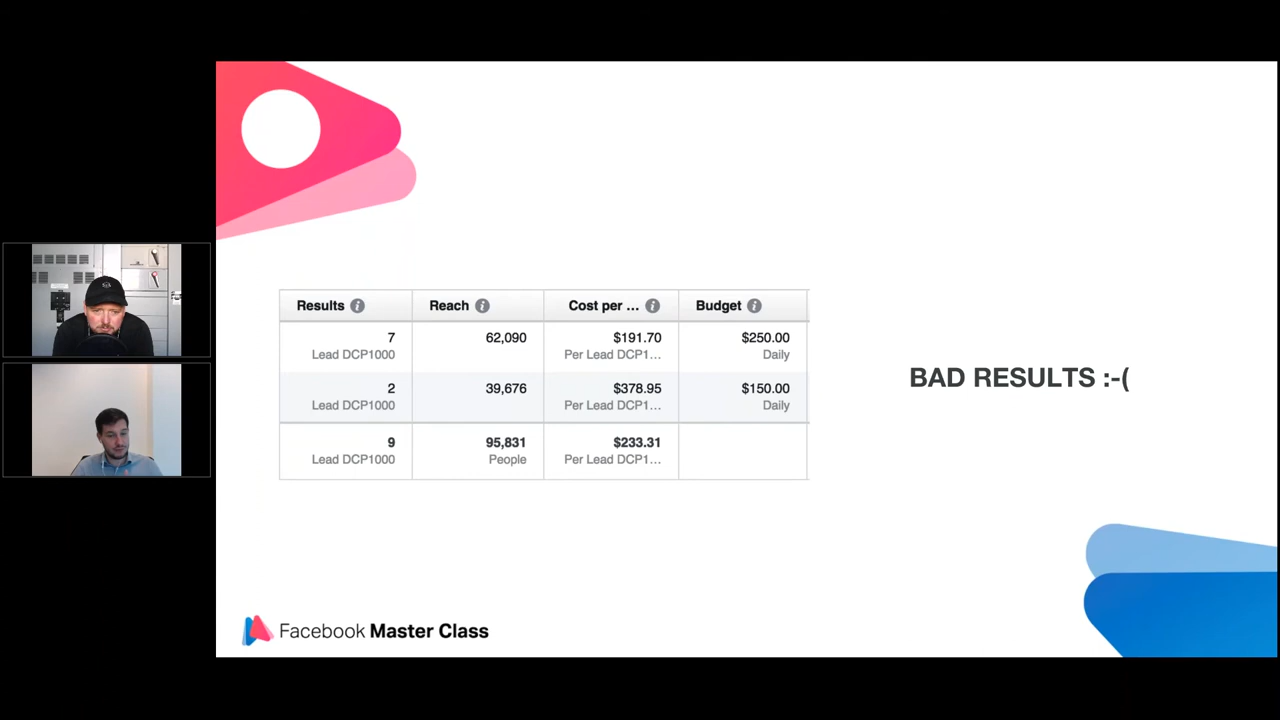 Results Reach Cost per ... Budget
7 62,090 $191.70 $250.00
Lead DCP1000 Per Lead DCP1... Daily
2 39,676 $378.95 $150.00
Lead DCP1000 Per Lead DCP1... Daily
9 95,831 $233.31
Lead DCP1000 People Per Lead DCP1...
BAD RESULTS :-(
Facebook Master Class